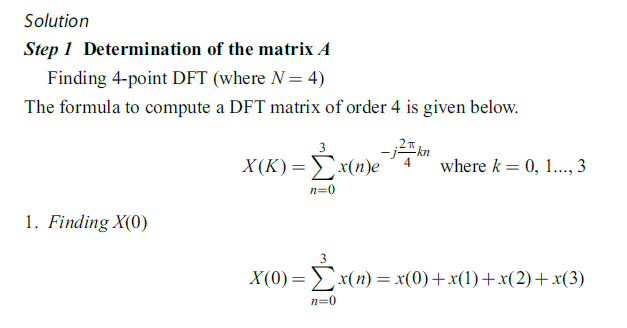 Solution
Step 1 Determination of the matrix A
Finding 4-point DFT (where N = 4)
The formula to compute a DFT matrix of order 4 is given below.
X(K) = \sum_{n=0}^{3} x(n)e^{-j\frac{2\pi}{4}kn} where k = 0, 1..., 3
1. Finding X(0)
X(0) = \sum_{n=0}^{3} x(n) = x(0) + x(1) + x(2) + x(3)